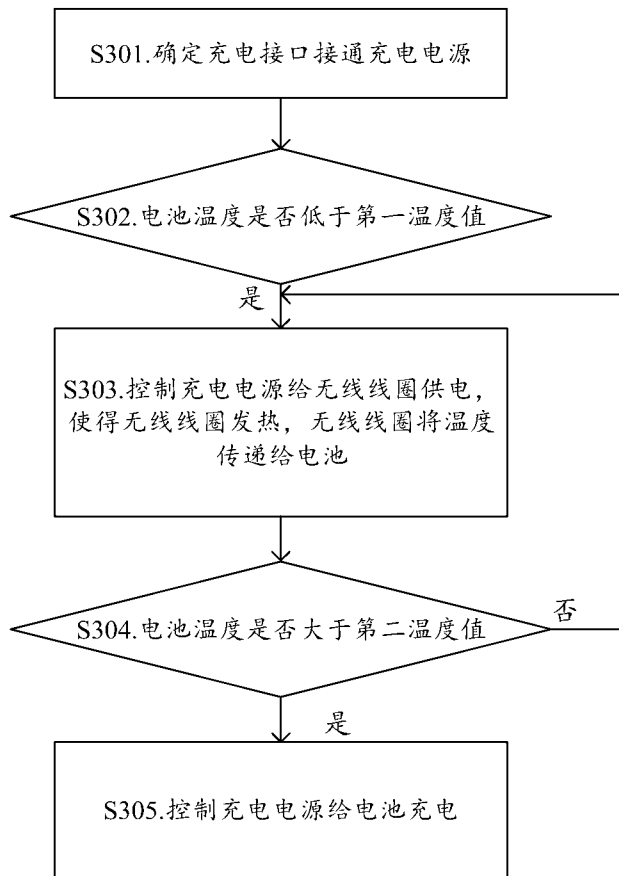 S301.确定充电接口接通充电电源
S302.电池温度是否低于第一温度值
是
S303.控制充电电源给无线线圈供电，
使得无线线圈发热，无线线圈将温度
传递给电池
S304.电池温度是否大于第二温度值
否
是
S305.控制充电电源给电池充电